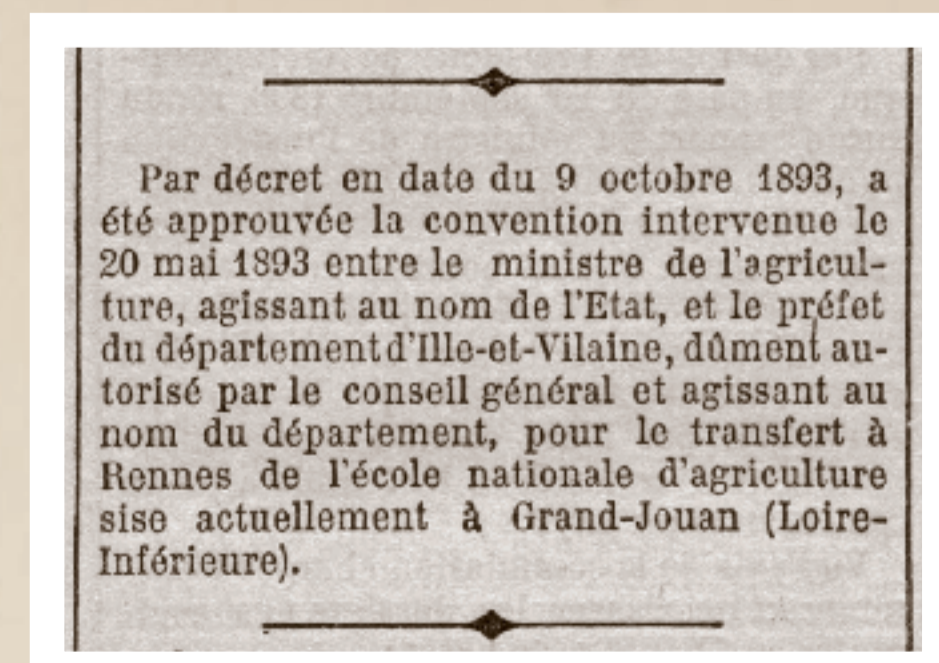 Par décret en date du 9 octobre 1893, a
été approuvée la convention intervenue le
20 mai 1893 entre le ministre de l'agricul-
ture, agissant au nom de l'Etat, et le préfet
du département d'Ille-et-Vilaine, dûment au-
torisé par le conseil général et agissant au
nom du département, pour le transfert à
Rennes de l'école nationale d'agriculture
sise actuellement à Grand-Jouan (Loire-
Inférieure).